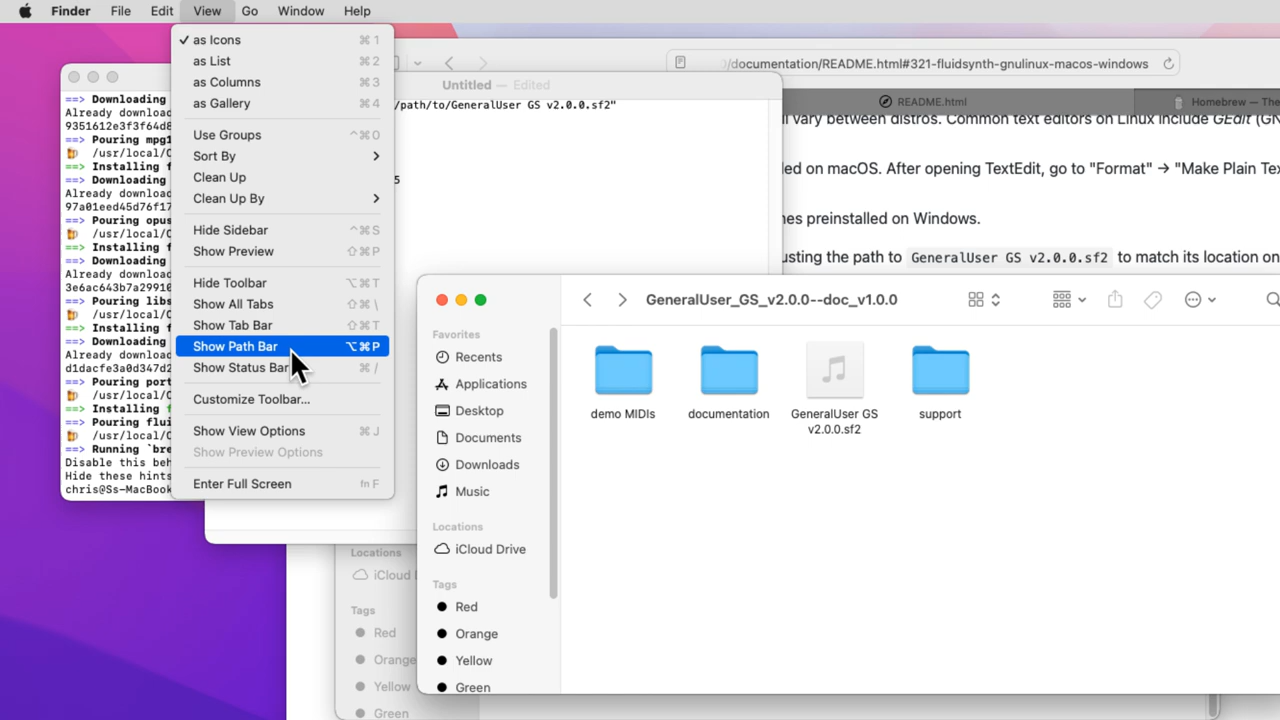 Finder File Edit View Go Window Help
✓ as Icons ⌘ 1
as List ⌘ 2
as Columns ⌘ 3
as Gallery ⌘ 4
Use Groups ^⌘0
Sort By
Clean Up
Clean Up By
Hide Sidebar ^⌘S
Show Preview ⇧⌘P
Hide Toolbar ⌥⌘T
Show All Tabs ⇧⌘\
Show Tab Bar ⇧⌘T
Show Path Bar ⌥⌘P
Show Status Bar ⌘ /
Customize Toolbar...
Show View Options ⌘ J
Show Preview Options
Enter Full Screen fn F
==> Downloading
Already download
9351612e3f3f64d8
==> Pouring mpg1
/usr/local/C
==> Installing f
==> Downloading
Already download
97a01eed45d76f17
==> Pouring opus
/usr/local/C
==> Installing f
==> Downloading
Already download
3e6ac643b7a29910
==> Pouring libs
/usr/local/C
==> Installing f
==> Downloading
Already download
d1dacfe3a0d347d2
==> Pouring port
/usr/local/C
==> Installing f
==> Pouring flui
/usr/local/C
==> Running `bre
Disable this beh
Hide these hints
chris@Ss-MacBook
Untitled — Edited
/path/to/GeneralUser GS v2.0.0.sf2"
5
/documentation/README.html#321-fluidsynth-gnulinux-macos-windows
README.html
Homebrew — The
ll vary between distros. Common text editors on Linux include GEdit (GN
ed on macOS. After opening TextEdit, go to "Format" → "Make Plain Te
nes preinstalled on Windows.
usting the path to GeneralUser GS v2.0.0.sf2 to match its location on
GeneralUser_GS_v2.0.0--doc_v1.0.0
Favorites
Recents
Applications
Desktop
Documents
Downloads
Music
Locations
iCloud Drive
Tags
Red
Orange
Yellow
Green
demo MIDIs
documentation
GeneralUser GS
v2.0.0.sf2
support
Locations
iCloud
Tags
Red
Orange
Yellow
Green